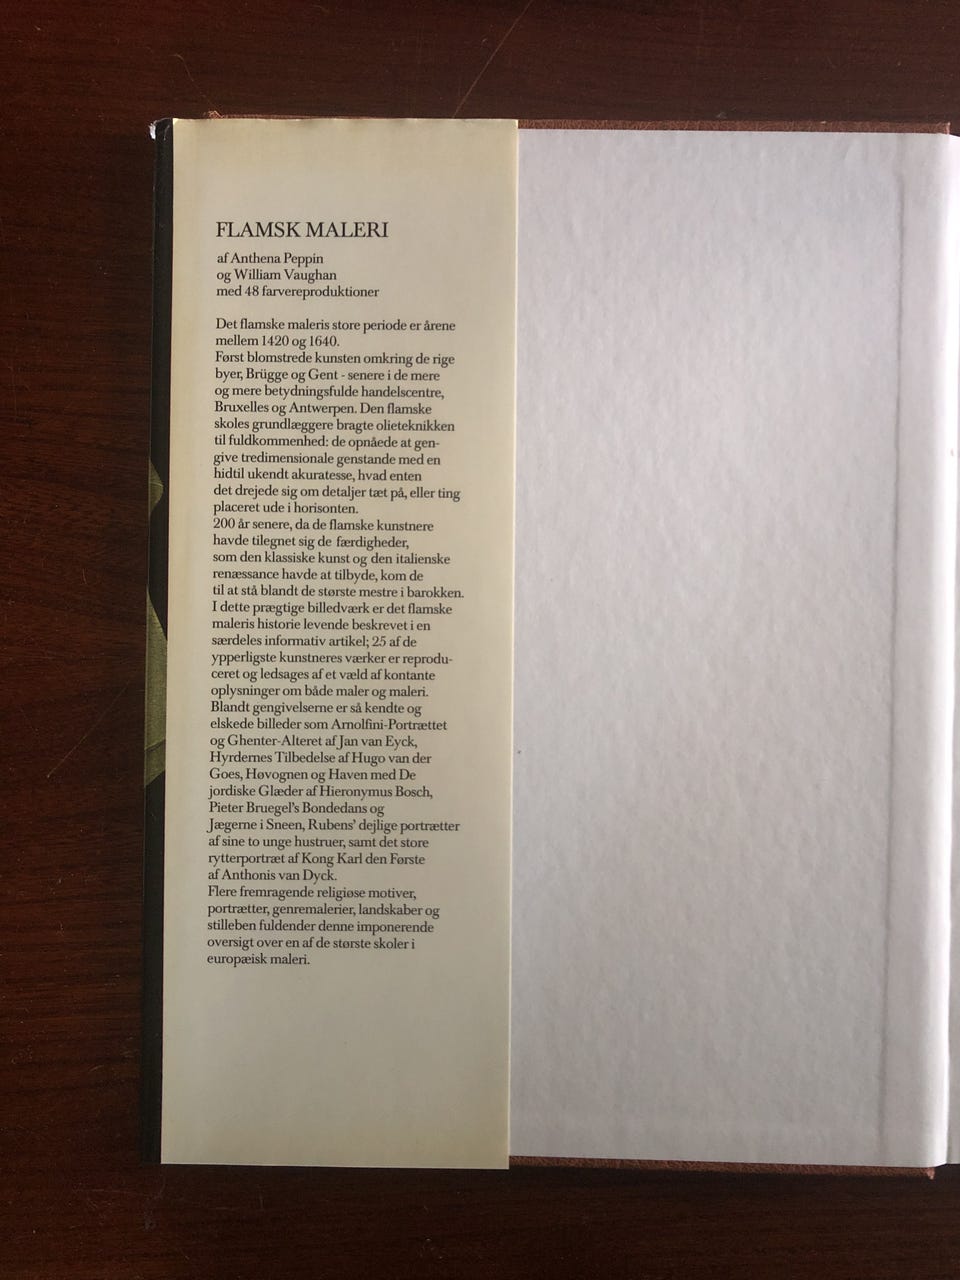 FLAMSK MALERI
af Anthena Peppin
og William Vaughan
med 48 farvereproduktioner
Det flamske maleris store periode er årene
mellem 1420 og 1640.
Først blomstrede kunsten omkring de rige
byer, Brügge og Gent - senere i de mere
og mere betydningsfulde handelscentre,
Bruxelles og Antwerpen. Den flamske
skoles grundlæggere bragte olieteknikken
til fuldkommenhed: de opnåede at gen-
give tredimensionale genstande med en
hidtil ukendt akuratesse, hvad enten
det drejede sig om detaljer tæt på, eller ting
placeret ude i horisonten.
200 år senere, da de flamske kunstnere
havde tilegnet sig de færdigheder,
som den klassiske kunst og den italienske
renæssance havde at tilbyde, kom de
til at stå blandt de største mestre i barokken.
I dette prægtige billedværk er det flamske
maleris historie levende beskrevet i en
særdeles informativ artikel; 25 af de
ypperligste kunstneres værker er reprodu-
ceret og ledsages af et væld af kontante
oplysninger om både maler og maleri.
Blandt gengivelserne er så kendte og
elskede billeder som Arnolfini-Portrættet
og Ghenter-Alteret af Jan van Eyck,
Hyrdernes Tilbedelse af Hugo van der
Goes, Høvognen og Haven med De
jordiske Glæder af Hieronymus Bosch,
Pieter Bruegel's Bondedans og
Jægerne i Sneen, Rubens' dejlige portrætter
af sine to unge hustruer, samt det store
rytterportræt af Kong Karl den Første
af Anthonis van Dyck.
Flere fremragende religiøse motiver,
portrætter, genremalerier, landskaber og
stilleben fuldender denne imponerende
oversigt over en af de største skoler i
europæisk maleri.